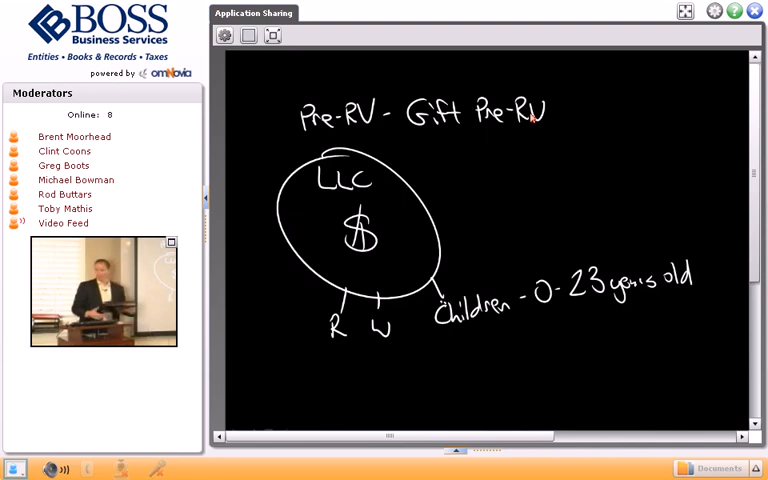 BOSS
Business Services
Entities • Books & Records • Taxes
powered by omNovia
Moderators
Online: 8
Brent Moorhead
Clint Coons
Greg Boots
Michael Bowman
Rod Buttars
Toby Mathis
Video Feed
Application Sharing
Pre-RV - Gift Pre-RV
LLC
$
R W Children - 0-23 years old
Documents